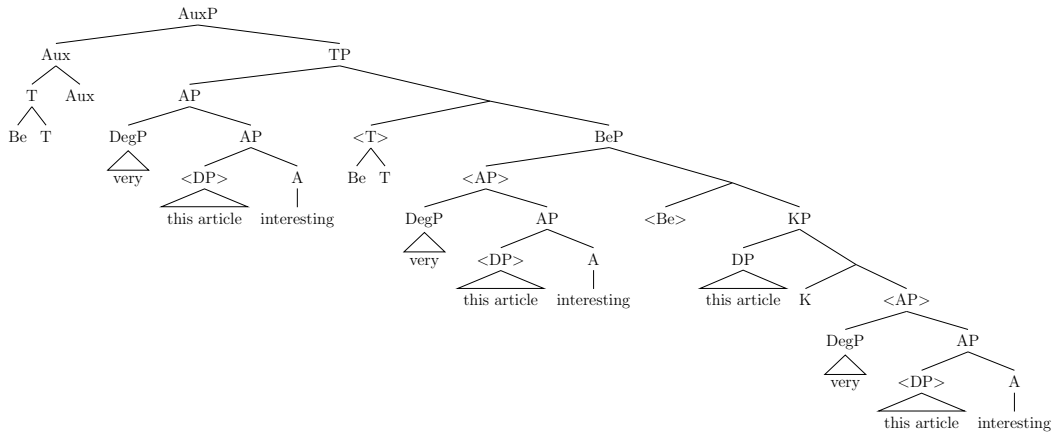 AuxP
Aux TP
T Aux AP
Be T DegP AP <T> BeP
very <DP> A Be T <AP>
this article interesting DegP AP <Be> KP
very <DP> A DP
this article interesting this article K <AP>
DegP AP
very <DP> A
this article interesting